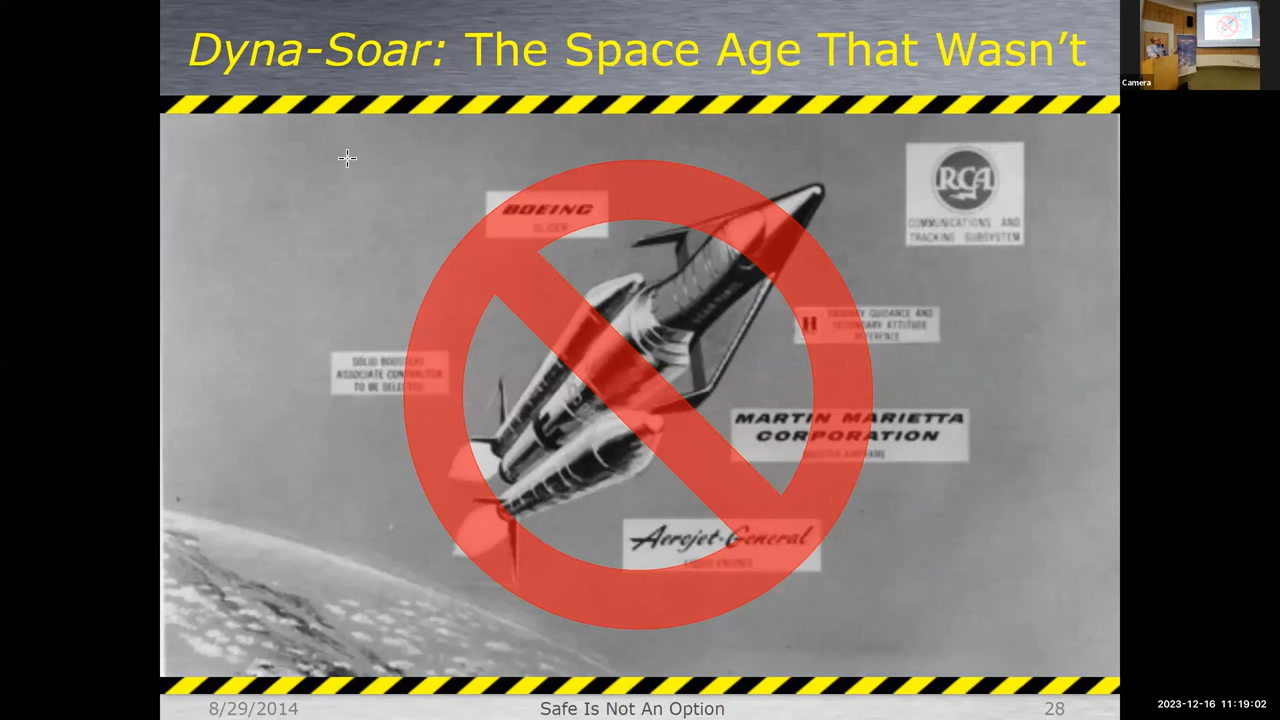 Dyna-Soar: The Space Age That Wasn't
Camera
RCA
COMMUNICATIONS AND
TRACKING SUBSYSTEM
BOEING
GLIDER
H
PRIMARY GUIDANCE AND
SECONDARY ATTITUDE
REFERENCE
SOLID BOOSTERS
ASSOCIATE CONTRACTOR
TO BE SELECTED
MARTIN MARIETTA
CORPORATION
BOOSTER AIRFRAME
Aerojet-General
LIQUID ENGINES
8/29/2014
Safe Is Not An Option
28
2023-12-16 11:19:02